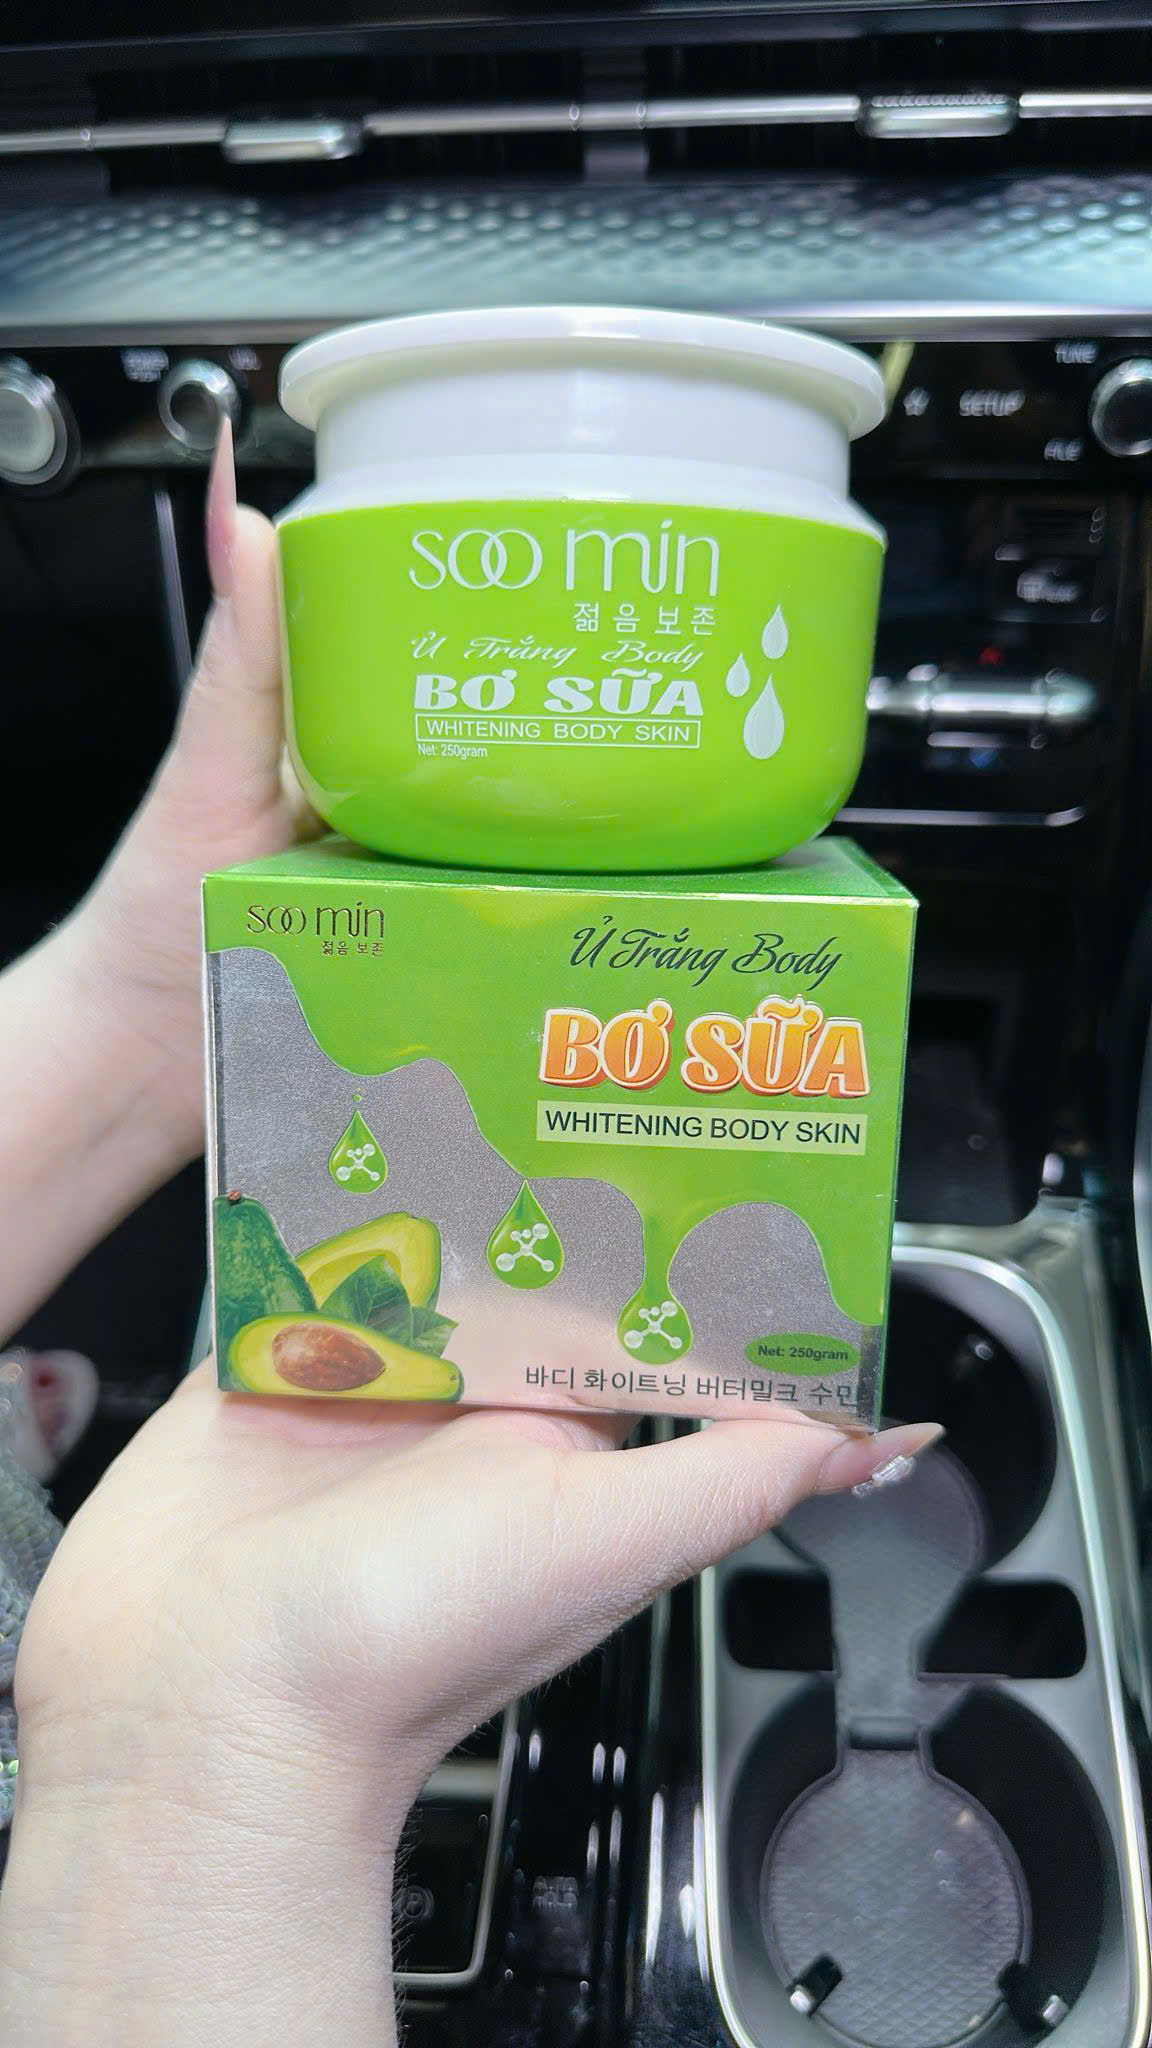 TUNE
SETUP
FILE
soo min
젊음보존
Ủ Trắng Body
BƠ SỮA
WHITENING BODY SKIN
Net: 250gram
soo min
젊음보존
Ủ Trắng Body
BƠ SỮA
WHITENING BODY SKIN
Net: 250gram
바디 화이트닝 버터밀크 수민